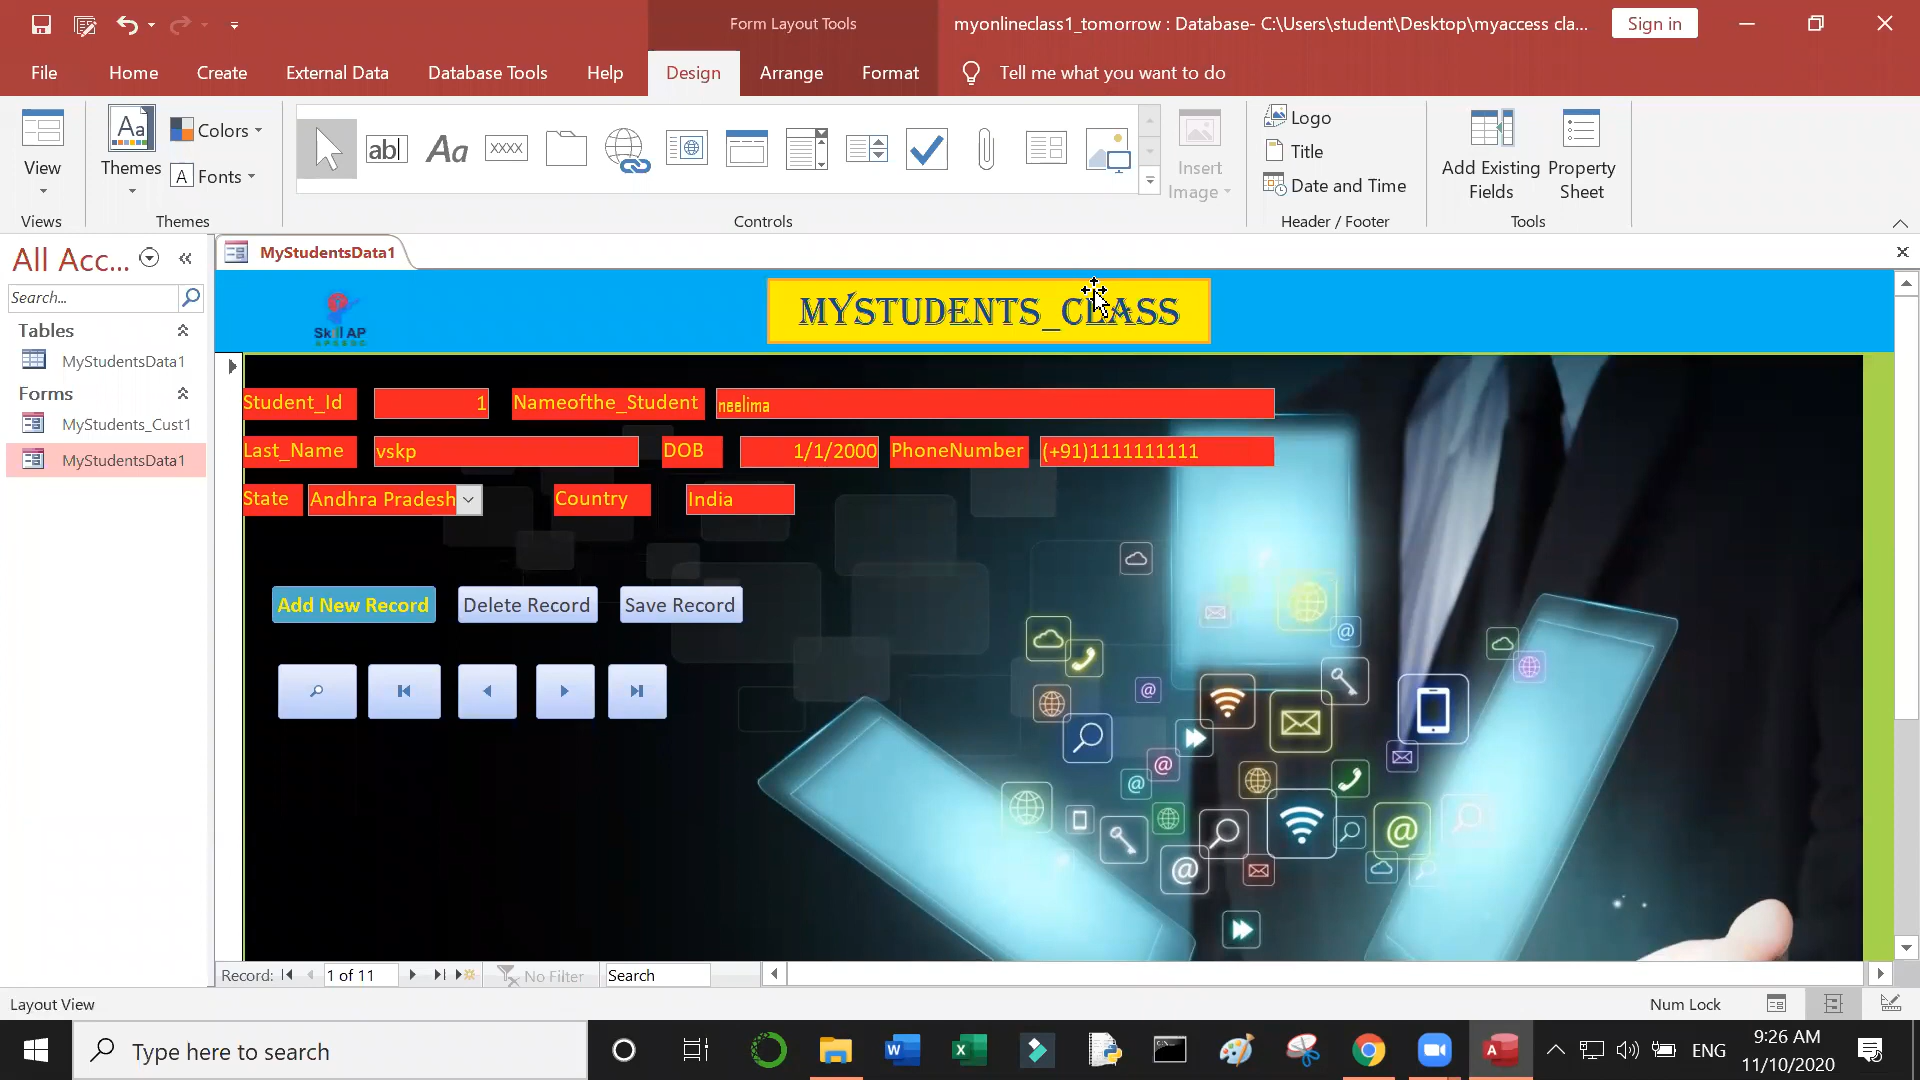 Form Layout Tools
myonlineclass1_tomorrow : Database- C:\Users\student\Desktop\myaccess cla...
Sign in
File
Home
Create
External Data
Database Tools
Help
Design
Arrange
Format
Tell me what you want to do
View
Views
Aa
Themes
Colors
A Fonts
Themes
ab|
Aa
XXXX
Controls
Insert Image
Logo
Title
Date and Time
Header / Footer
Add Existing Fields
Property Sheet
Tools
All Acc...
Search...
Tables
MyStudentsData1
Forms
MyStudents_Cust1
MyStudentsData1
MyStudentsData1
Skill AP
APSSDC
MYSTUDENTS_CLASS
Student_Id
1
Nameofthe_Student
neelima
Last_Name
vskp
DOB
1/1/2000
PhoneNumber
(+91)1111111111
State
Andhra Pradesh
Country
India
Add New Record
Delete Record
Save Record
Record:
1 of 11
No Filter
Search
Layout View
Num Lock
Type here to search
ENG
9:26 AM
11/10/2020